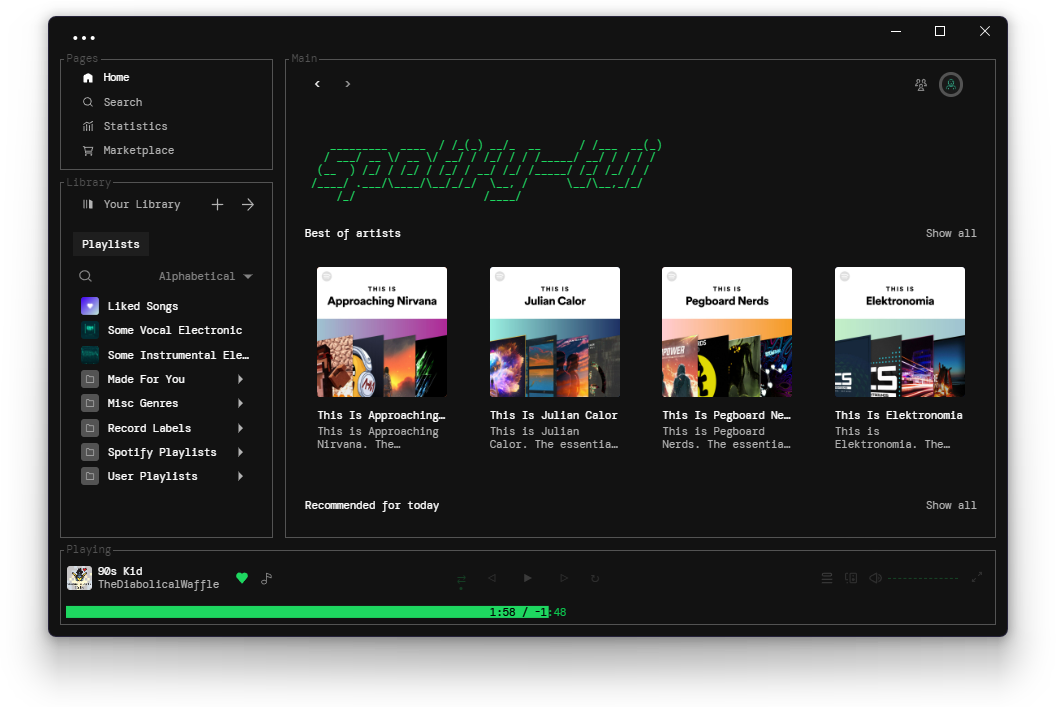 Pages
Home
Search
Statistics
Marketplace
Library
Your Library
Playlists
Alphabetical
Liked Songs
Some Vocal Electronic
Some Instrumental Ele…
Made For You
Misc Genres
Record Labels
Spotify Playlists
User Playlists
Main
spotify-tui
Best of artists
Show all
THIS IS
Approaching Nirvana
This Is Approaching…
This is Approaching
Nirvana. The…
THIS IS
Julian Calor
This Is Julian Calor
This is Julian
Calor. The essentia…
THIS IS
Pegboard Nerds
This Is Pegboard Ne…
This is Pegboard
Nerds. The essentia…
THIS IS
Elektronomia
This Is Elektronomia
This is
Elektronomia. The…
Recommended for today
Show all
Playing
90s Kid
TheDiabolicalWaffle
1:58 / -1:48